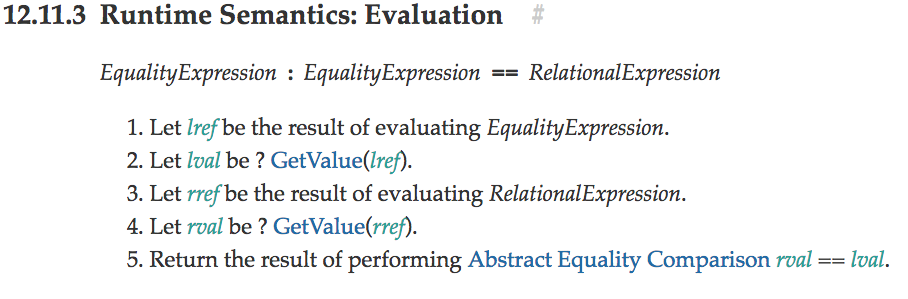 12.11.3 Runtime Semantics: Evaluation #
EqualityExpression : EqualityExpression == RelationalExpression
1. Let lref be the result of evaluating EqualityExpression.
2. Let lval be ? GetValue(lref).
3. Let rref be the result of evaluating RelationalExpression.
4. Let rval be ? GetValue(rref).
5. Return the result of performing Abstract Equality Comparison rval == lval.